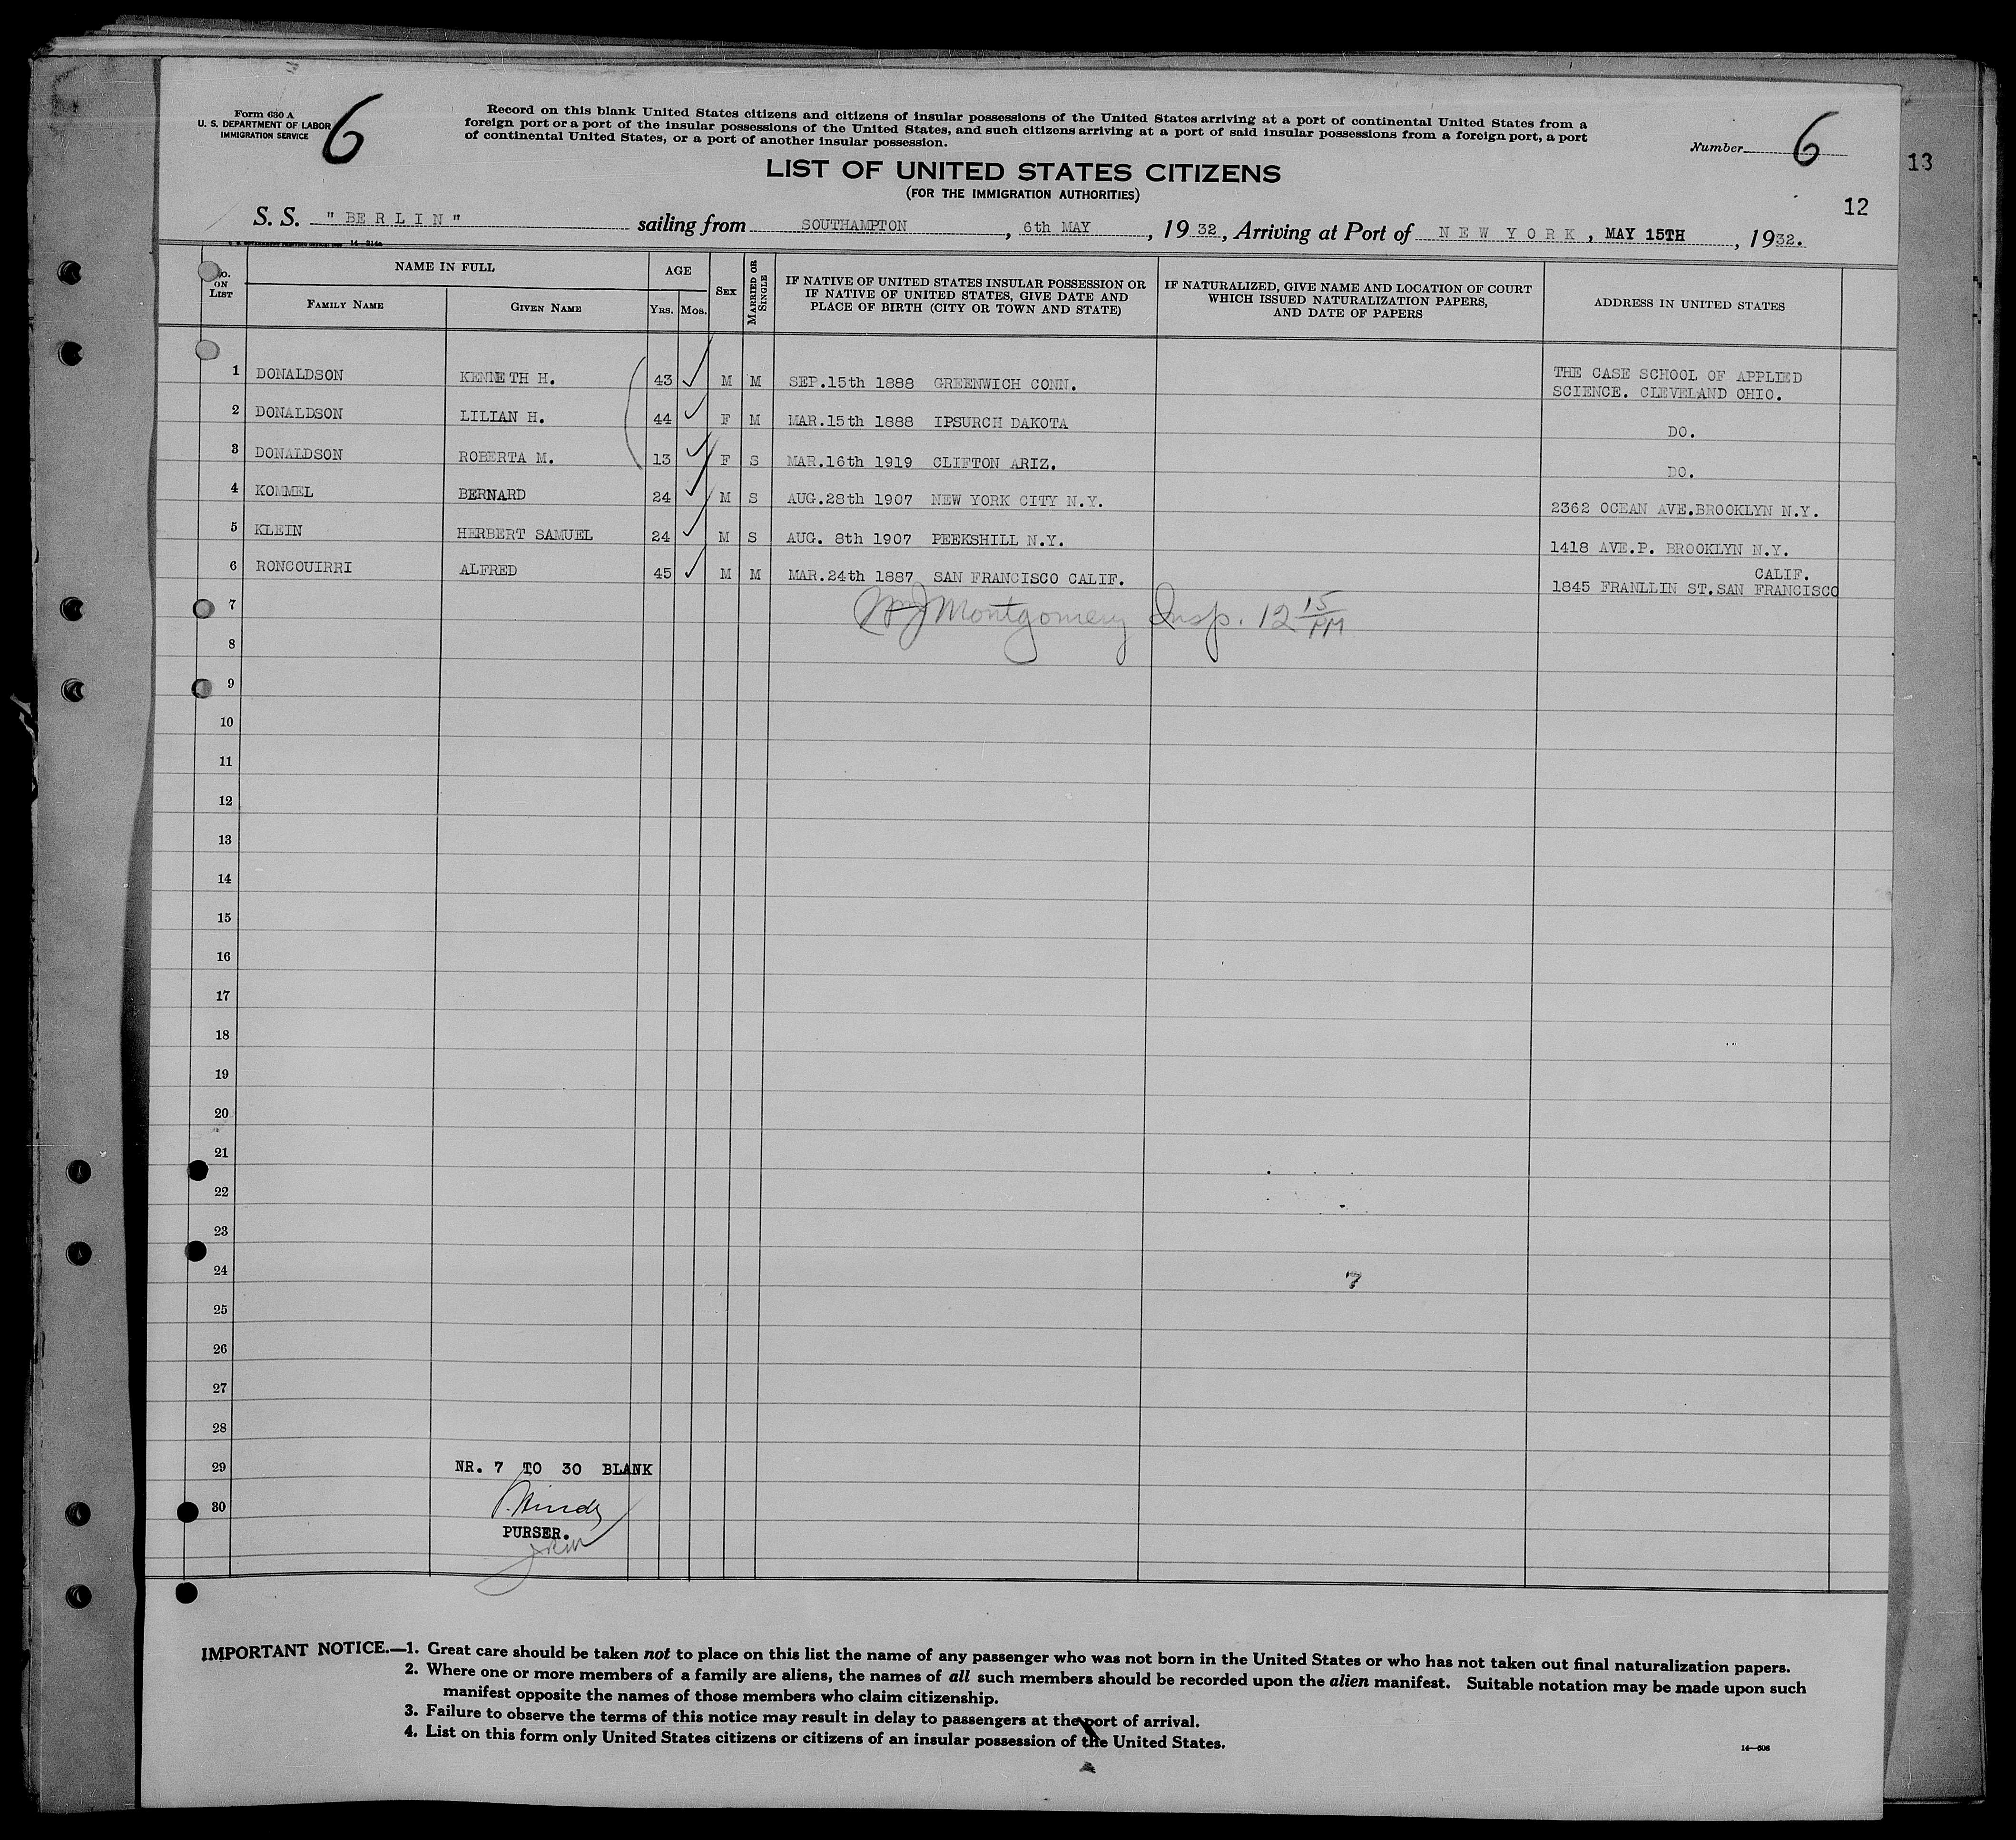 Form 630 A
U. S. DEPARTMENT OF LABOR
IMMIGRATION SERVICE
6
Record on this blank United States citizens and citizens of insular possessions of the United States arriving at a port of continental United States from a
foreign port or a port of the insular possessions of the United States, and such citizens arriving at a port of said insular possessions from a foreign port, a port
of continental United States, or a port of another insular possession.
Number 6
13
LIST OF UNITED STATES CITIZENS
(FOR THE IMMIGRATION AUTHORITIES)
12
S. S. "BERLIN" sailing from SOUTHAMPTON, 6th MAY, 1932, Arriving at Port of NEW YORK, MAY 15TH, 1932.
No. ON LIST
NAME IN FULL
FAMILY NAME
GIVEN NAME
AGE
YRS.
MOS.
SEX
MARRIED OR SINGLE
IF NATIVE OF UNITED STATES INSULAR POSSESSION OR
IF NATIVE OF UNITED STATES, GIVE DATE AND
PLACE OF BIRTH (CITY OR TOWN AND STATE)
IF NATURALIZED, GIVE NAME AND LOCATION OF COURT
WHICH ISSUED NATURALIZATION PAPERS,
AND DATE OF PAPERS
ADDRESS IN UNITED STATES
1 DONALDSON KENNETH H. 43 M M SEP.15th 1888 GREENWICH CONN. THE CASE SCHOOL OF APPLIED
SCIENCE. CLEVELAND OHIO.
2 DONALDSON LILIAN H. 44 F M MAR.15th 1888 IPSURCH DAKOTA DO.
3 DONALDSON ROBERTA M. 13 F S MAR.16th 1919 CLIFTON ARIZ. DO.
4 KOMMEL BERNARD 24 M S AUG.28th 1907 NEW YORK CITY N.Y. 2362 OCEAN AVE.BROOKLYN N.Y.
5 KLEIN HERBERT SAMUEL 24 M S AUG. 8th 1907 PEEKSHILL N.Y. 1418 AVE.P. BROOKLYN N.Y.
6 RONCOUIRRI ALFRED 45 M M MAR.24th 1887 SAN FRANCISCO CALIF. CALIF.
1845 FRANLLIN ST.SAN FRANCISCO
7 Montgomery Insp. 12 15 PM
8
9
10
11
12
13
14
15
16
17
18
19
20
21
22
23
24
7
25
26
27
28
29 NR. 7 TO 30 BLANK
30
PURSER.
IMPORTANT NOTICE.—1. Great care should be taken not to place on this list the name of any passenger who was not born in the United States or who has not taken out final naturalization papers.
2. Where one or more members of a family are aliens, the names of all such members should be recorded upon the alien manifest. Suitable notation may be made upon such
manifest opposite the names of those members who claim citizenship.
3. Failure to observe the terms of this notice may result in delay to passengers at the port of arrival.
4. List on this form only United States citizens or citizens of an insular possession of the United States.
14—608